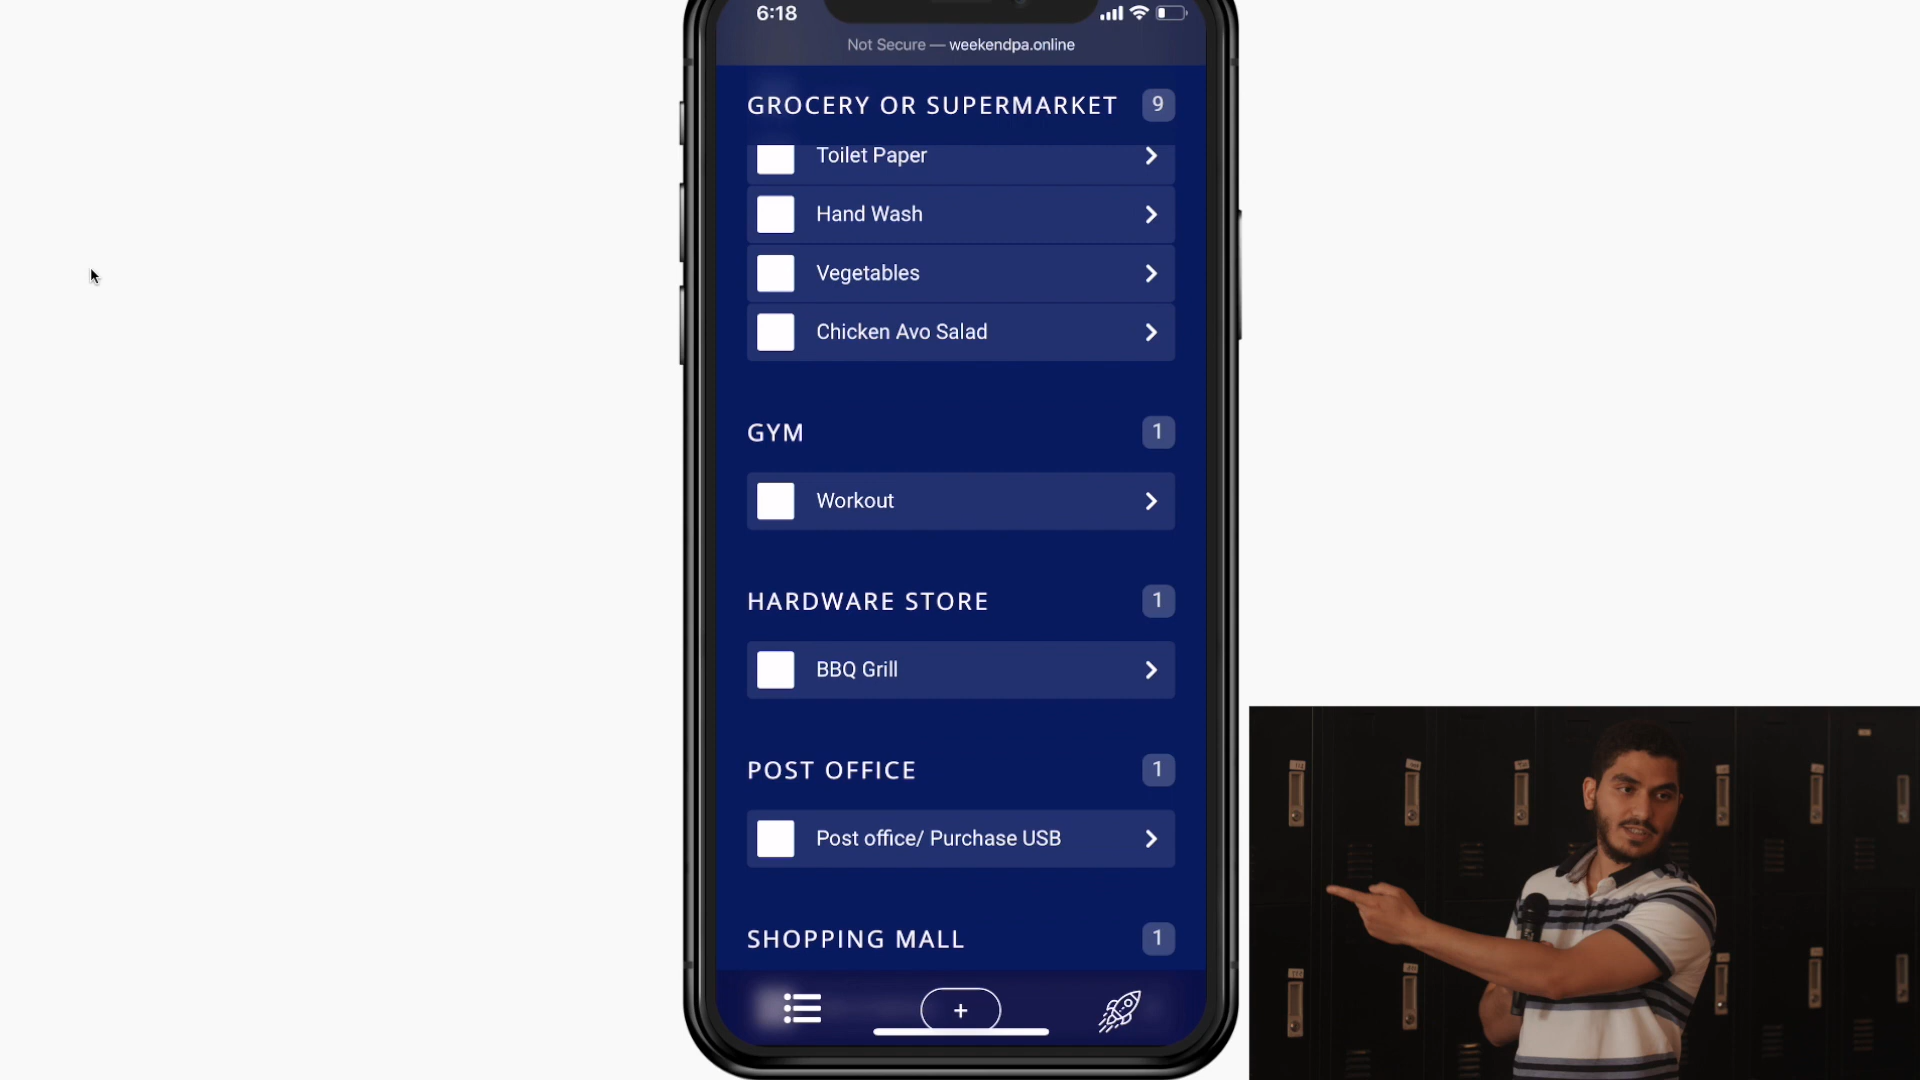 6:18
Not Secure — weekendpa.online
GROCERY OR SUPERMARKET 9
Toilet Paper
Hand Wash
Vegetables
Chicken Avo Salad
GYM 1
Workout
HARDWARE STORE 1
BBQ Grill
POST OFFICE 1
Post office/ Purchase USB
SHOPPING MALL 1
+